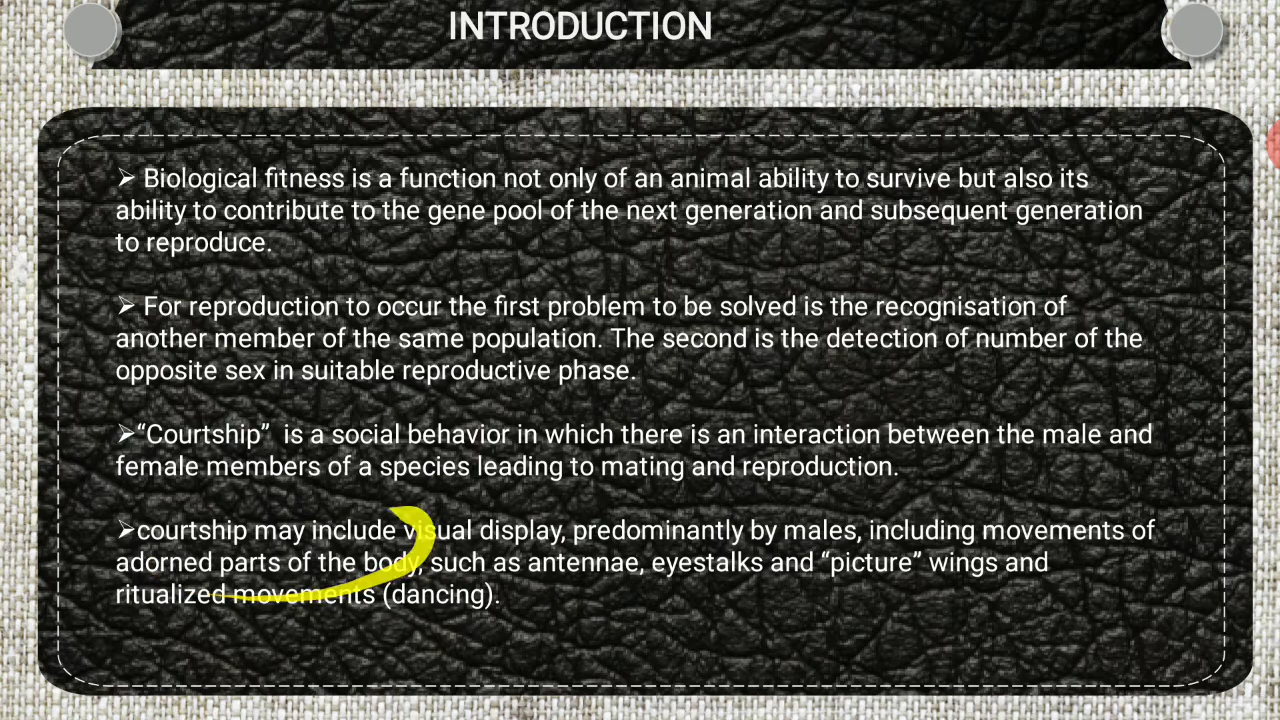 INTRODUCTION
➢ Biological fitness is a function not only of an animal ability to survive but also its
ability to contribute to the gene pool of the next generation and subsequent generation
to reproduce.
➢ For reproduction to occur the first problem to be solved is the recognisation of
another member of the same population. The second is the detection of number of the
opposite sex in suitable reproductive phase.
➢“Courtship”  is a social behavior in which there is an interaction between the male and
female members of a species leading to mating and reproduction.
➢courtship may include visual display, predominantly by males, including movements of
adorned parts of the body, such as antennae, eyestalks and “picture” wings and
ritualized movements (dancing).